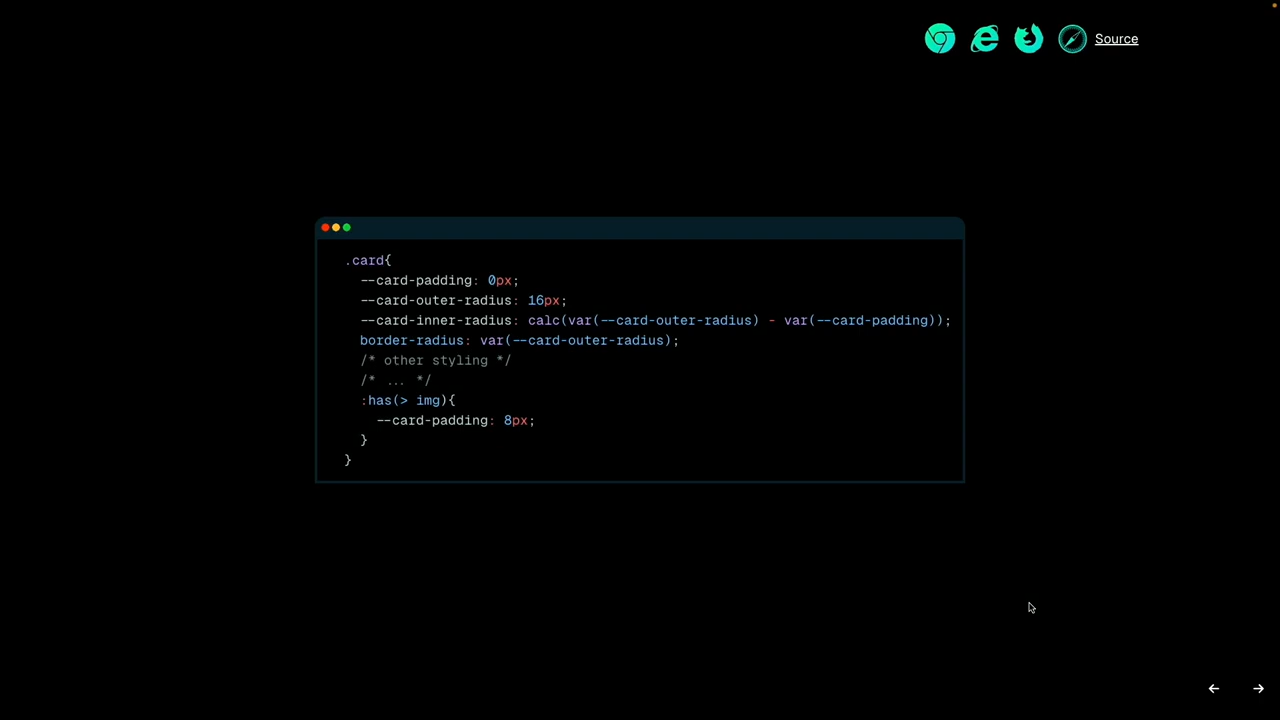 Source
.card{
--card-padding: 0px;
--card-outer-radius: 16px;
--card-inner-radius: calc(var(--card-outer-radius) - var(--card-padding));
border-radius: var(--card-outer-radius);
/* other styling */
/* ... */
:has(> img){
--card-padding: 8px;
}
}